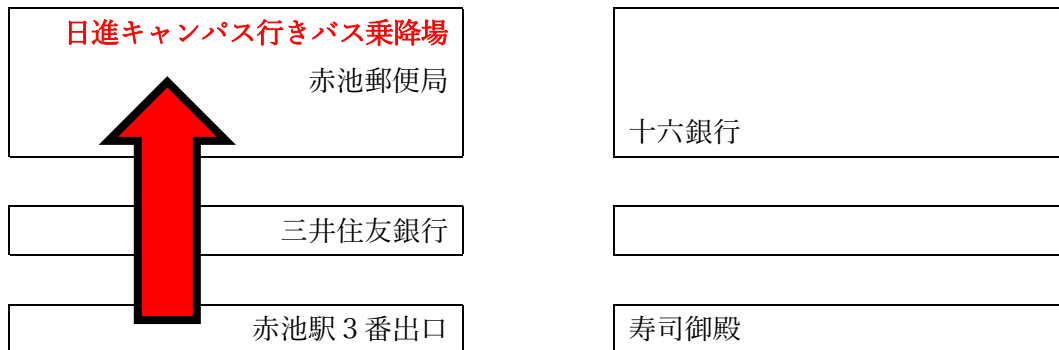 日進キャンパス行きバス乗降場
赤池郵便局
十六銀行
三井住友銀行
赤池駅３番出口
寿司御殿